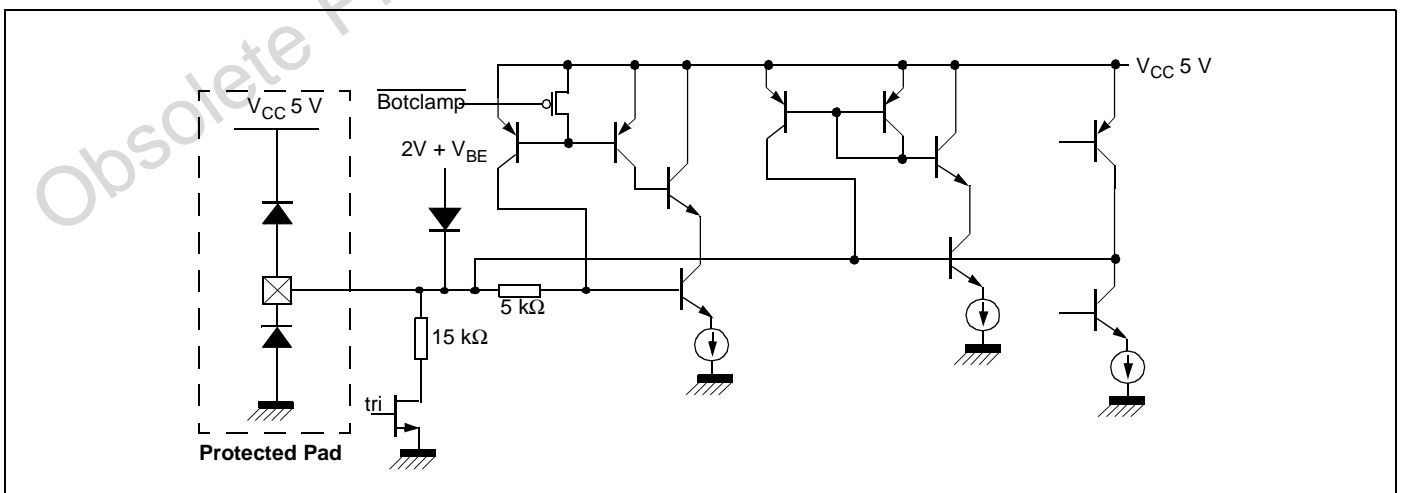 Obsolete
V_CC 5 V
V_CC 5 V
Botclamp
2V + V_BE
5 kΩ
15 kΩ
tri
Protected Pad